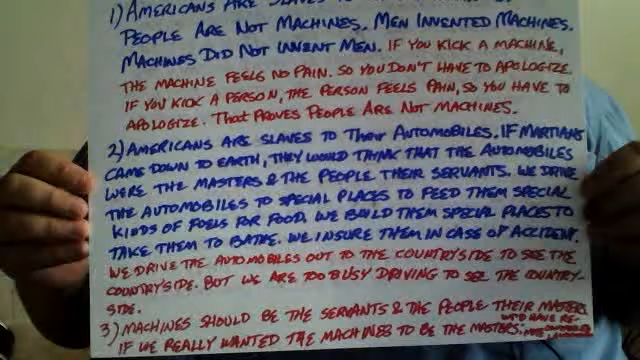 1) AMERICANS ARE SLAVES TO
PEOPLE ARE NOT MACHINES. MEN INVENTED MACHINES.
MACHINES DID NOT INVENT MEN. IF YOU KICK A MACHINE,
THE MACHINE FEELS NO PAIN. SO YOU DON'T HAVE TO APOLOGIZE.
IF YOU KICK A PERSON, THE PERSON FEELS PAIN, SO YOU HAVE TO
APOLOGIZE. THAT PROVES PEOPLE ARE NOT MACHINES.
2) AMERICANS ARE SLAVES TO THEIR AUTOMOBILES. IF MARTIANS
CAME DOWN TO EARTH, THEY WOULD THINK THAT THE AUTOMOBILES
WERE THE MASTERS & THE PEOPLE THEIR SERVANTS. WE DRIVE
THE AUTOMOBILES TO SPECIAL PLACES TO FEED THEM SPECIAL
KINDS OF FUELS FOR FOOD. WE BUILD THEM SPECIAL PLACES TO
TAKE THEM TO BATHE. WE INSURE THEM IN CASE OF ACCIDENT.
WE DRIVE THE AUTOMOBILES OUT TO THE COUNTRYSIDE TO SEE THE
COUNTRYSIDE. BUT WE ARE TOO BUSY DRIVING TO SEE THE COUNTRY-
SIDE.
3) MACHINES SHOULD BE THE SERVANTS & THE PEOPLE THEIR MASTERS
IF WE REALLY WANTED THE MACHINES TO BE THE MASTERS, WE'D HAVE RE-